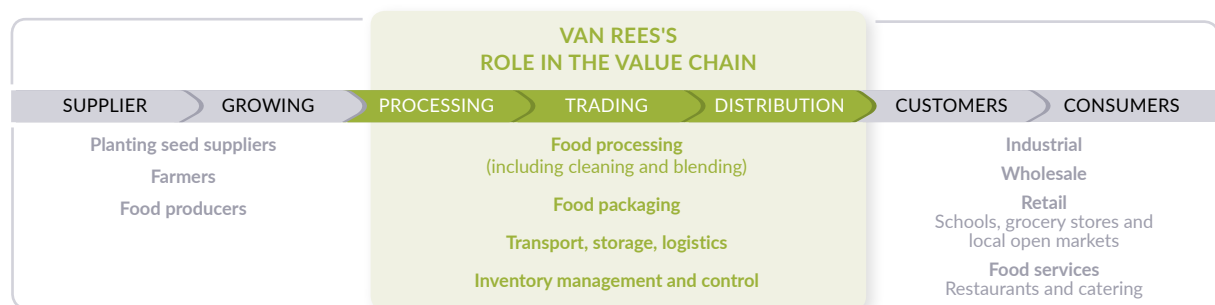 VAN REES'S
ROLE IN THE VALUE CHAIN
SUPPLIER GROWING PROCESSING TRADING DISTRIBUTION CUSTOMERS CONSUMERS
Planting seed suppliers
Farmers
Food producers
Food processing
(including cleaning and blending)
Food packaging
Transport, storage, logistics
Inventory management and control
Industrial
Wholesale
Retail
Schools, grocery stores and
local open markets
Food services
Restaurants and catering